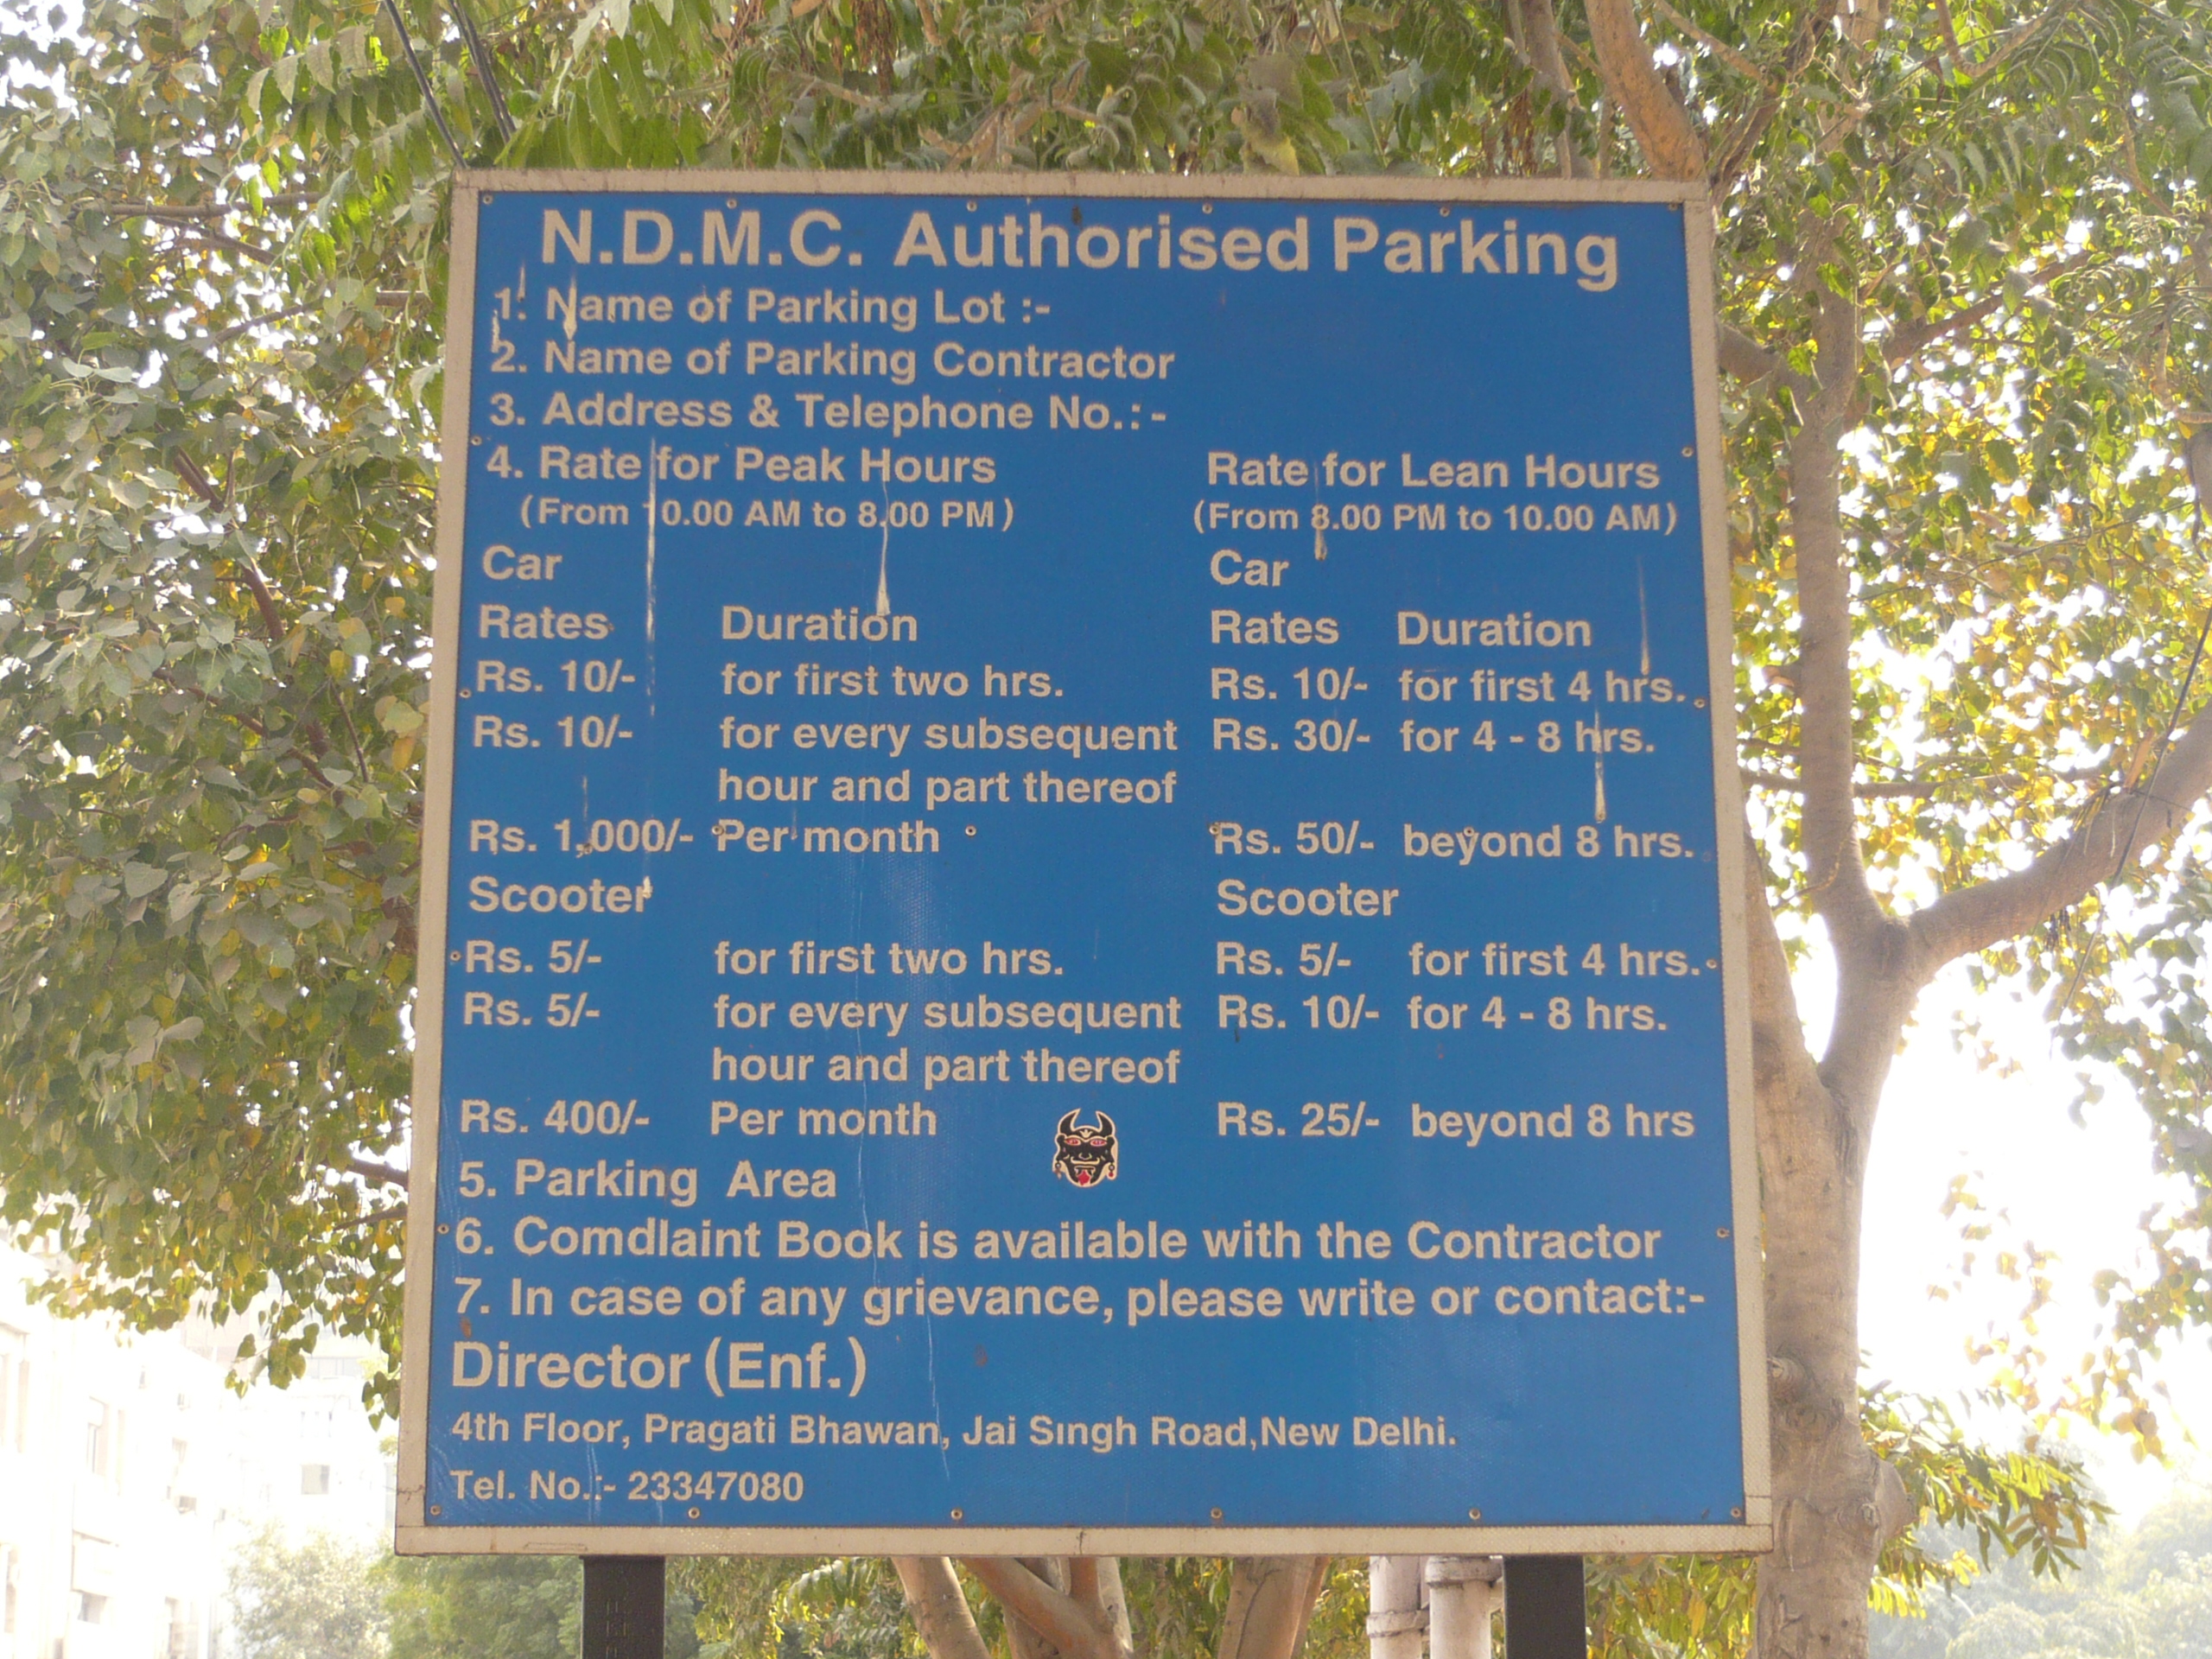 N.D.M.C. Authorised Parking
1. Name of Parking Lot :-
2. Name of Parking Contractor
3. Address & Telephone No.: -
4. Rate for Peak Hours Rate for Lean Hours
(From 10.00 AM to 8.00 PM) (From 8.00 PM to 10.00 AM)
Car Car
Rates Duration Rates Duration
Rs. 10/- for first two hrs. Rs. 10/- for first 4 hrs.
Rs. 10/- for every subsequent Rs. 30/- for 4 - 8 hrs.
hour and part thereof
Rs. 1,000/- Per month Rs. 50/- beyond 8 hrs.
Scooter Scooter
Rs. 5/- for first two hrs. Rs. 5/- for first 4 hrs.
Rs. 5/- for every subsequent Rs. 10/- for 4 - 8 hrs.
hour and part thereof
Rs. 400/- Per month Rs. 25/- beyond 8 hrs
5. Parking Area
6. Comdlaint Book is available with the Contractor
7. In case of any grievance, please write or contact:-
Director (Enf.)
4th Floor, Pragati Bhawan, Jai Singh Road,New Delhi.
Tel. No.:- 23347080